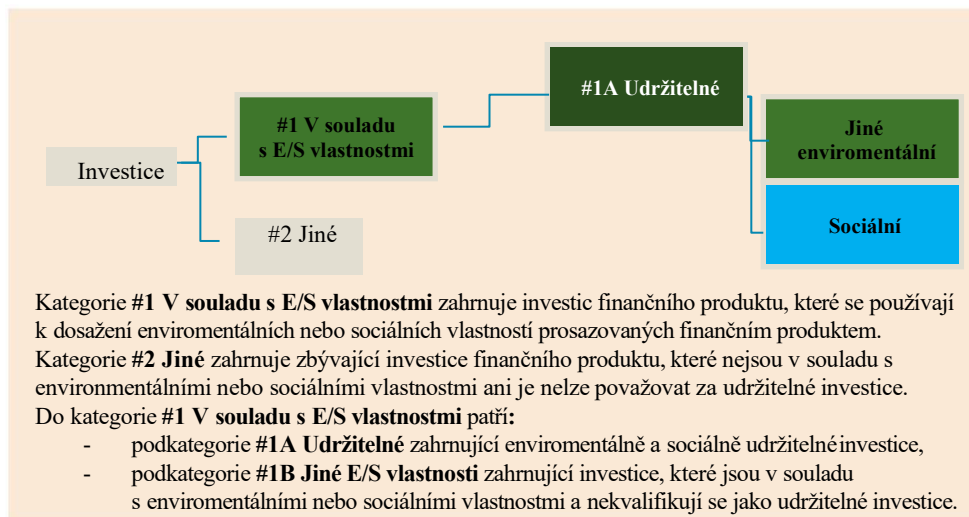 #1A Udržitelné
#1 V souladu
s E/S vlastnostmi
Jiné
enviromentální
Investice
Sociální
#2 Jiné
Kategorie #1 V souladu s E/S vlastnostmi zahrnuje investic finančního produktu, které se používají
k dosažení enviromentálních nebo sociálních vlastností prosazovaných finančním produktem.
Kategorie #2 Jiné zahrnuje zbývající investice finančního produktu, které nejsou v souladu s
environmentálními nebo sociálními vlastnostmi ani je nelze považovat za udržitelné investice.
Do kategorie #1 V souladu s E/S vlastnostmi patří:
- podkategorie #1A Udržitelné zahrnující enviromentálně a sociálně udržitelnéinvestice,
- podkategorie #1B Jiné E/S vlastnosti zahrnující investice, které jsou v souladu
s enviromentálními nebo sociálními vlastnostmi a nekvalifikují se jako udržitelné investice.